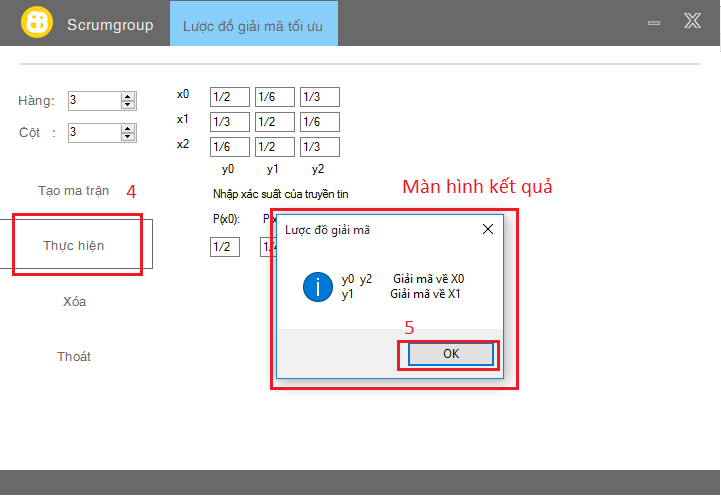 Scrumgroup
Lược đồ giải mã tối ưu
Hàng: 3
Cột : 3
x0 1/2 1/6 1/3
x1 1/3 1/2 1/6
x2 1/6 1/2 1/3
y0 y1 y2
Tạo ma trận 4
Nhập xác suất của truyền tin
Màn hình kết quả
P(x0):
1/2
Thực hiện
Lược đồ giải mã
y0 y2 Giải mã về X0
y1 Giải mã về X1
5
OK
Xóa
Thoát